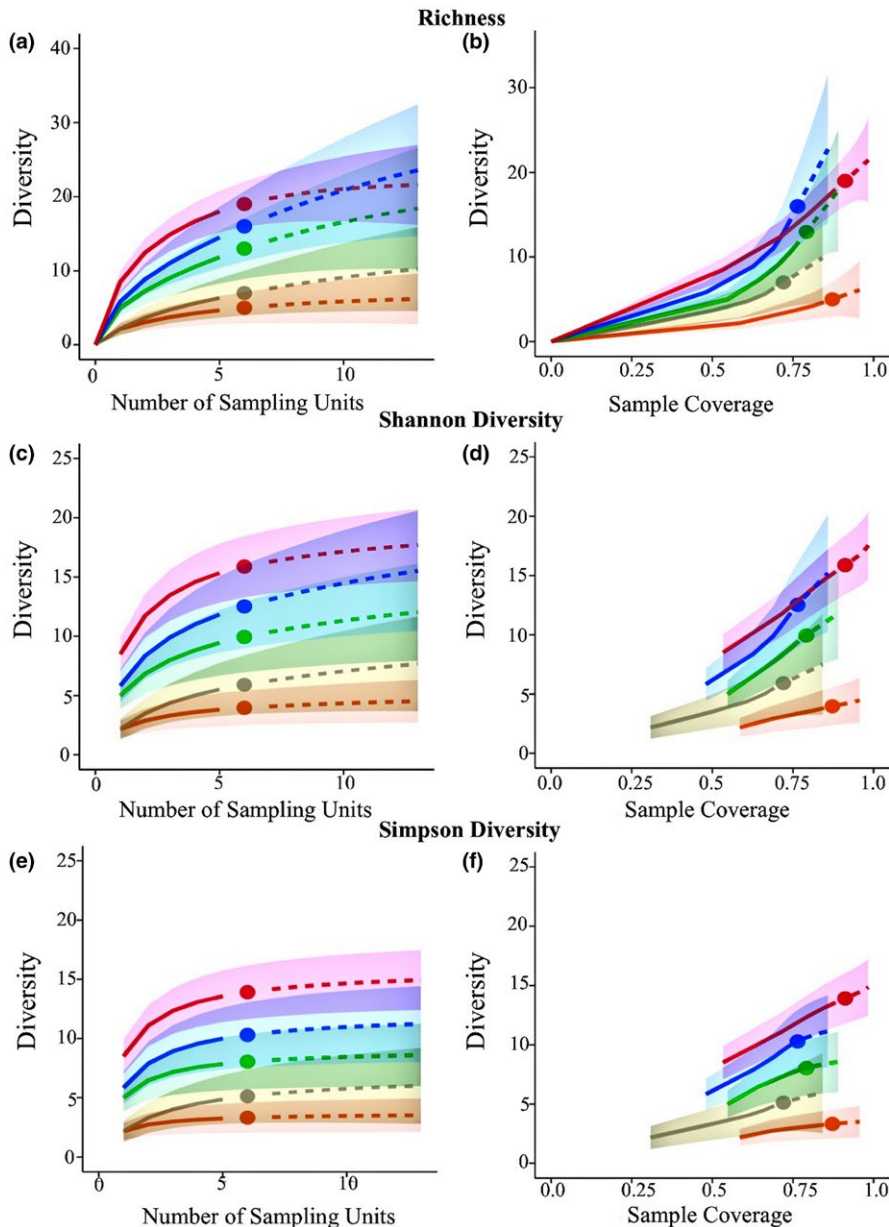 Richness
(a)
40
30
20
10
0
Diversity
0
5
10
Number of Sampling Units
(b)
30
20
10
0
Diversity
0.0
0.25
0.5
0.75
1.0
Sample Coverage
Shannon Diversity
(c)
25
20
15
10
5
0
Diversity
0
5
10
Number of Sampling Units
(d)
25
20
15
10
5
0
Diversity
0.0
0.25
0.5
0.75
1.0
Sample Coverage
Simpson Diversity
(e)
25
20
15
10
5
0
Diversity
0
5
10
Number of Sampling Units
(f)
25
20
15
10
5
0
Diversity
0.0
0.25
0.5
0.75
1.0
Sample Coverage